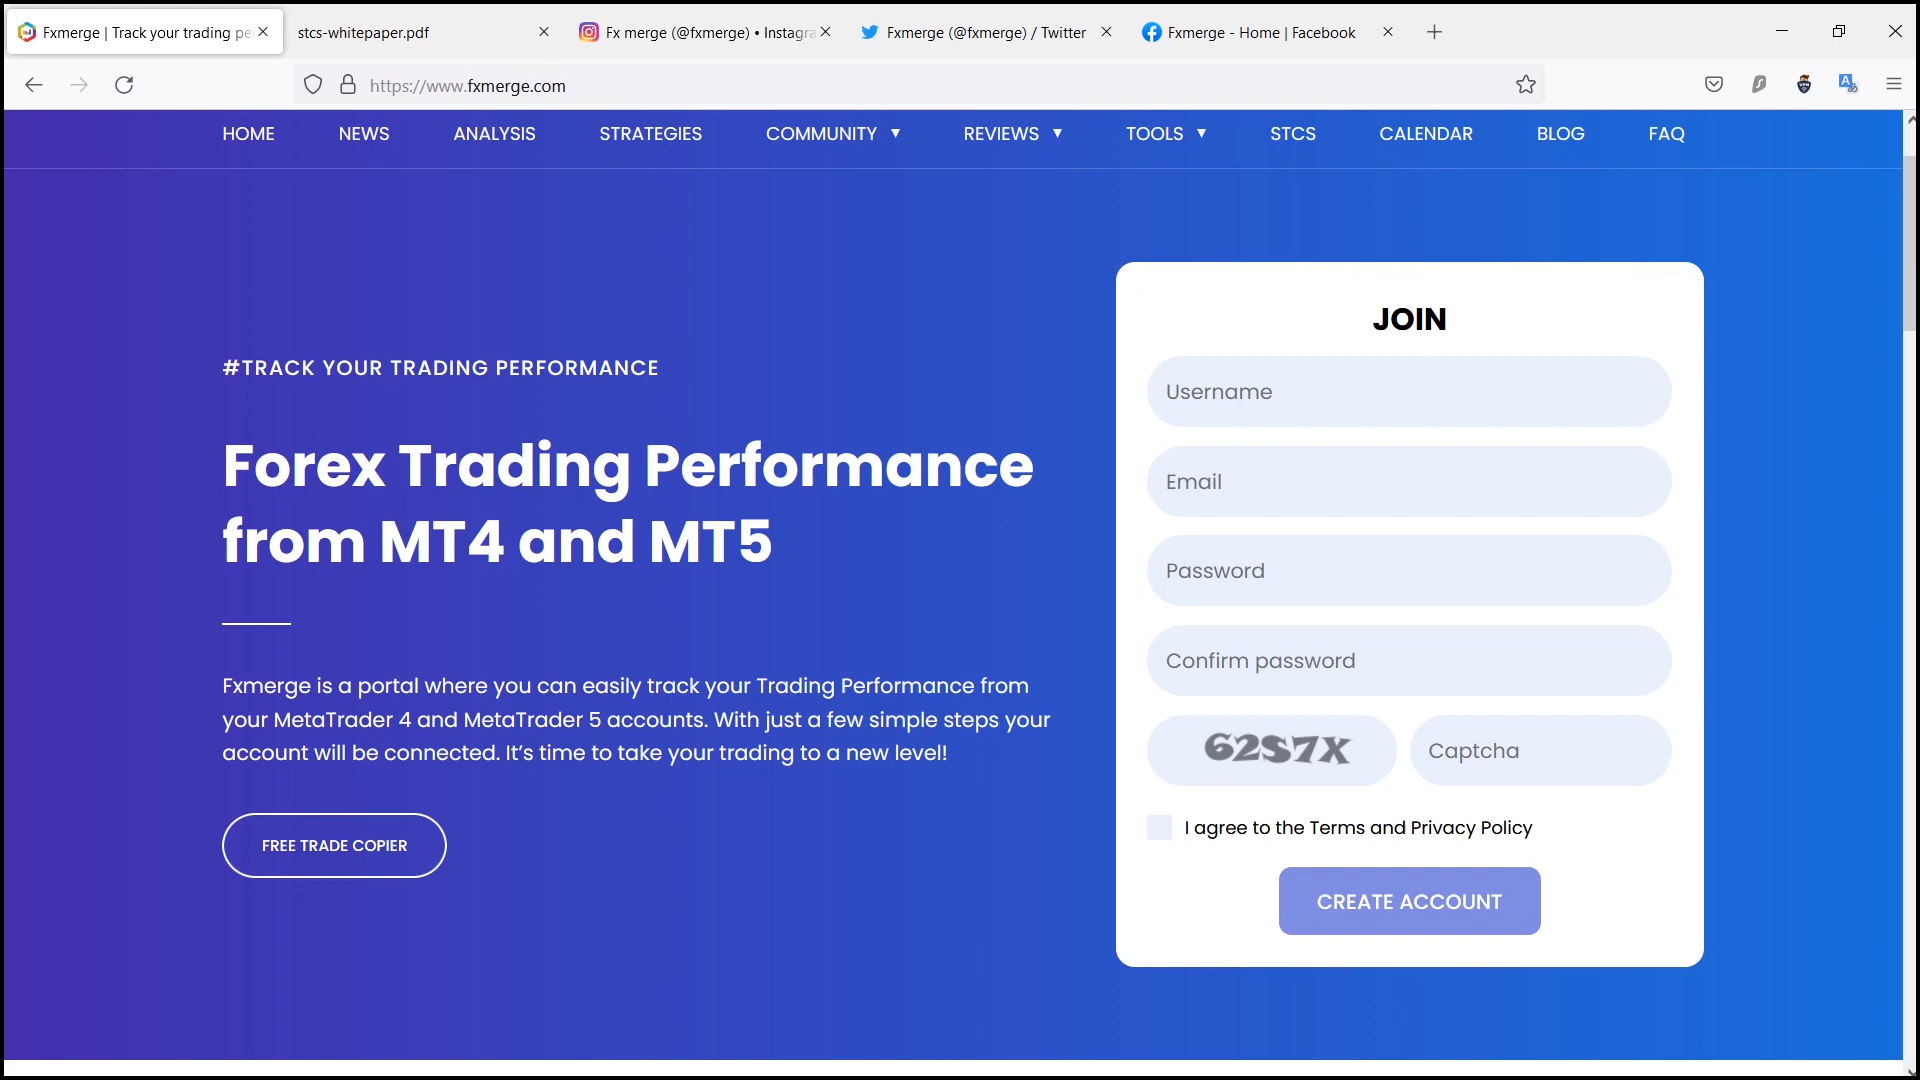 Fxmerge | Track your trading pe
stcs-whitepaper.pdf
Fx merge (@fxmerge) • Instagra
Fxmerge (@fxmerge) / Twitter
Fxmerge - Home | Facebook
https://www.fxmerge.com
HOME
NEWS
ANALYSIS
STRATEGIES
COMMUNITY ▼
REVIEWS ▼
TOOLS ▼
STCS
CALENDAR
BLOG
FAQ
#TRACK YOUR TRADING PERFORMANCE
Forex Trading Performance
from MT4 and MT5
Fxmerge is a portal where you can easily track your Trading Performance from
your MetaTrader 4 and MetaTrader 5 accounts. With just a few simple steps your
account will be connected. It’s time to take your trading to a new level!
FREE TRADE COPIER
JOIN
Username
Email
Password
Confirm password
62S7X
Captcha
I agree to the Terms and Privacy Policy
CREATE ACCOUNT